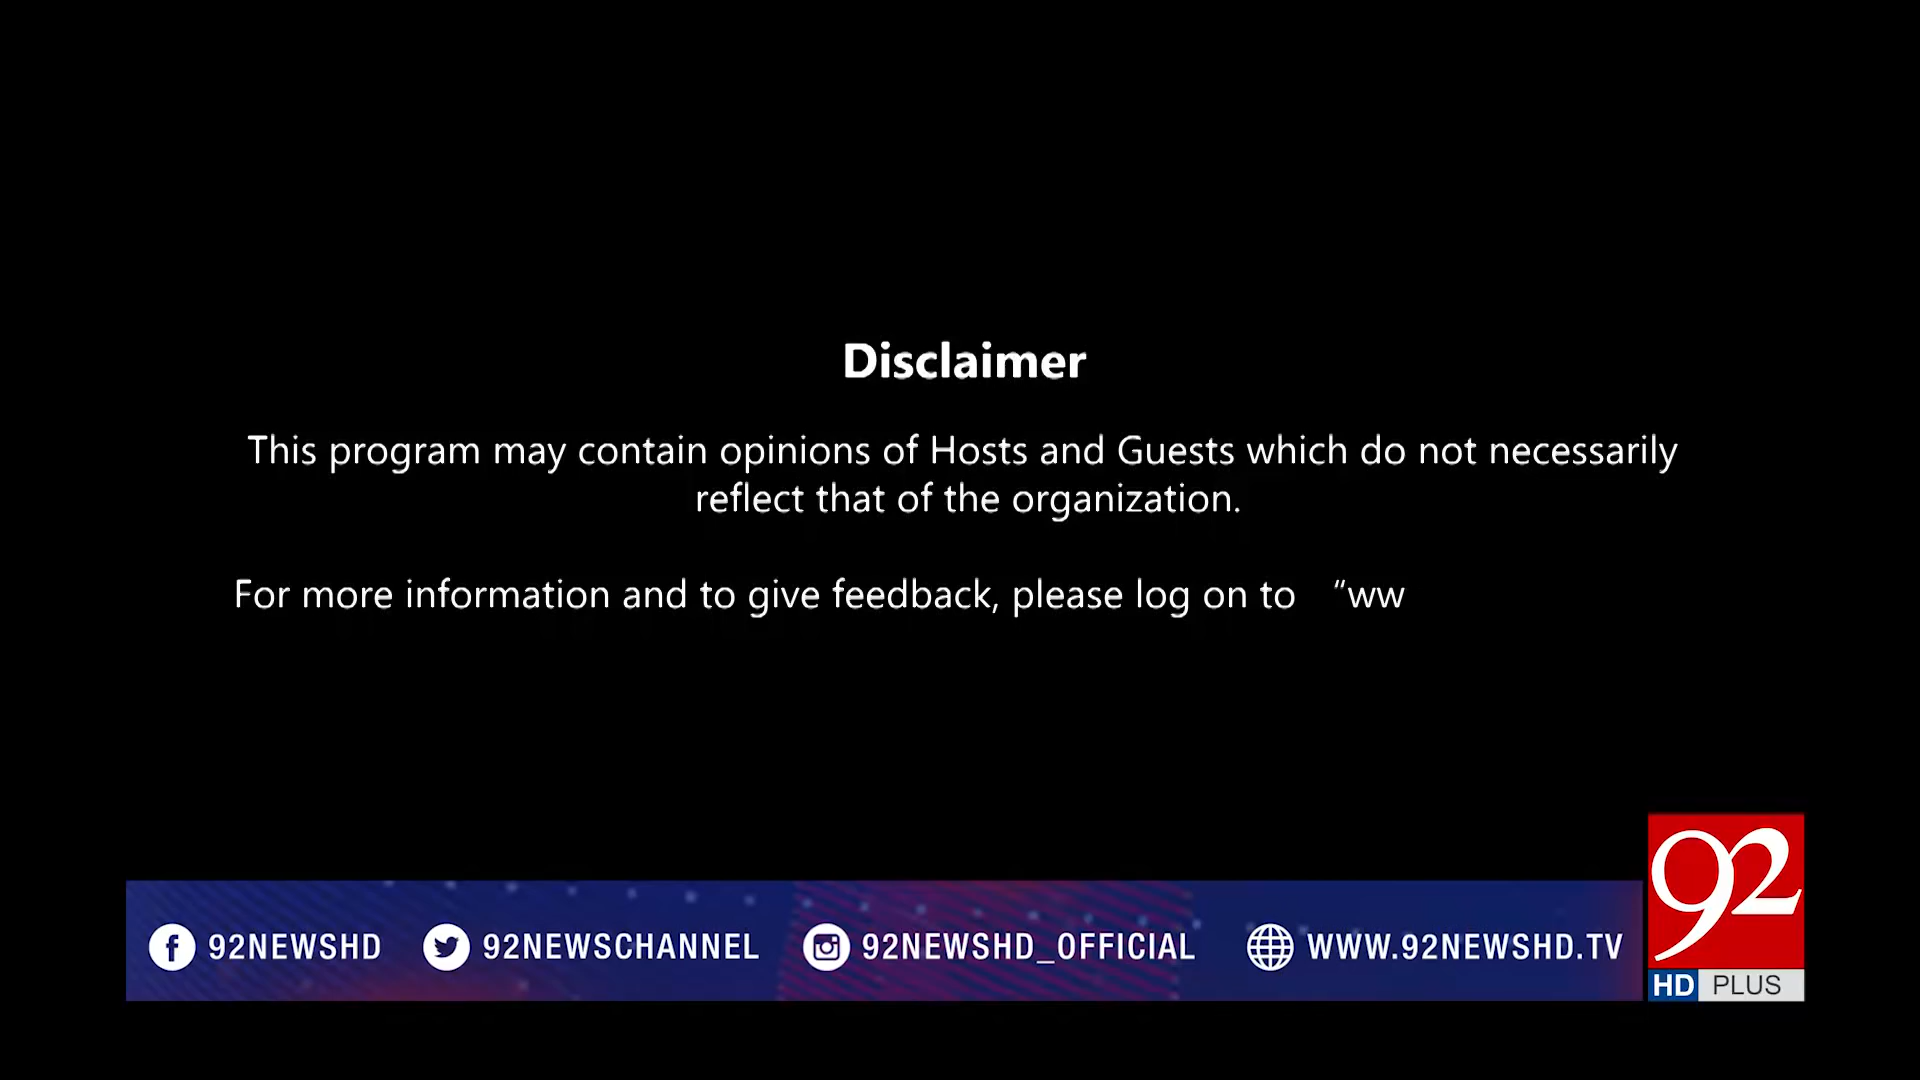 Disclaimer
This program may contain opinions of Hosts and Guests which do not necessarily
reflect that of the organization.
For more information and to give feedback, please log on to “ww
92NEWSHD 92NEWSCHANNEL 92NEWSHD_OFFICIAL WWW.92NEWSHD.TV
92
HD PLUS